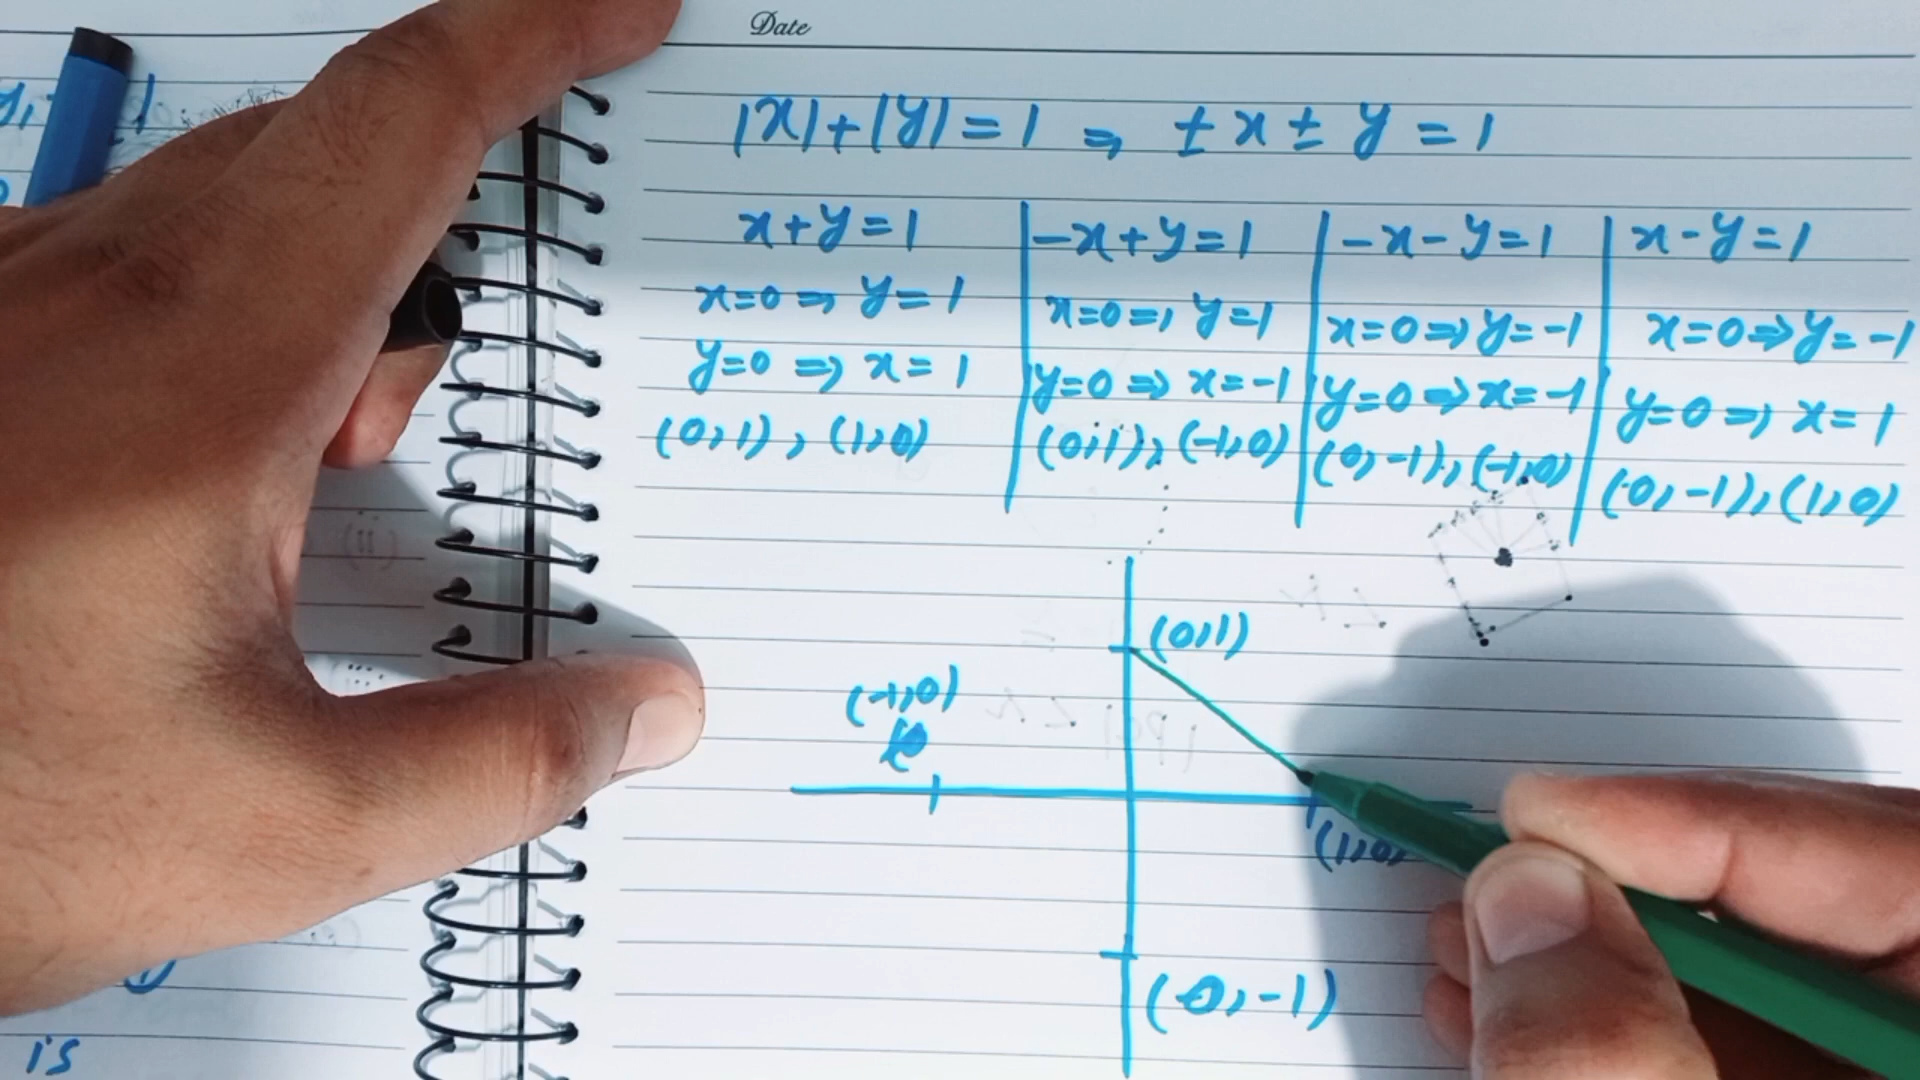 Date
|x|+|y|=1 ⇒ ±x±y=1
x+y=1
x=0 ⇒ y=1
y=0 ⇒ x=1
(0,1), (1,0)
-x+y=1
x=0 ⇒ y=1
y=0 ⇒ x=-1
(0,1), (-1,0)
-x-y=1
x=0 ⇒ y=-1
y=0 ⇒ x=-1
(0,-1), (-1,0)
x-y=1
x=0 ⇒ y=-1
y=0 ⇒ x=1
(0,-1), (1,0)
(0,1)
(-1,0)
(1,0)
(0,-1)
is